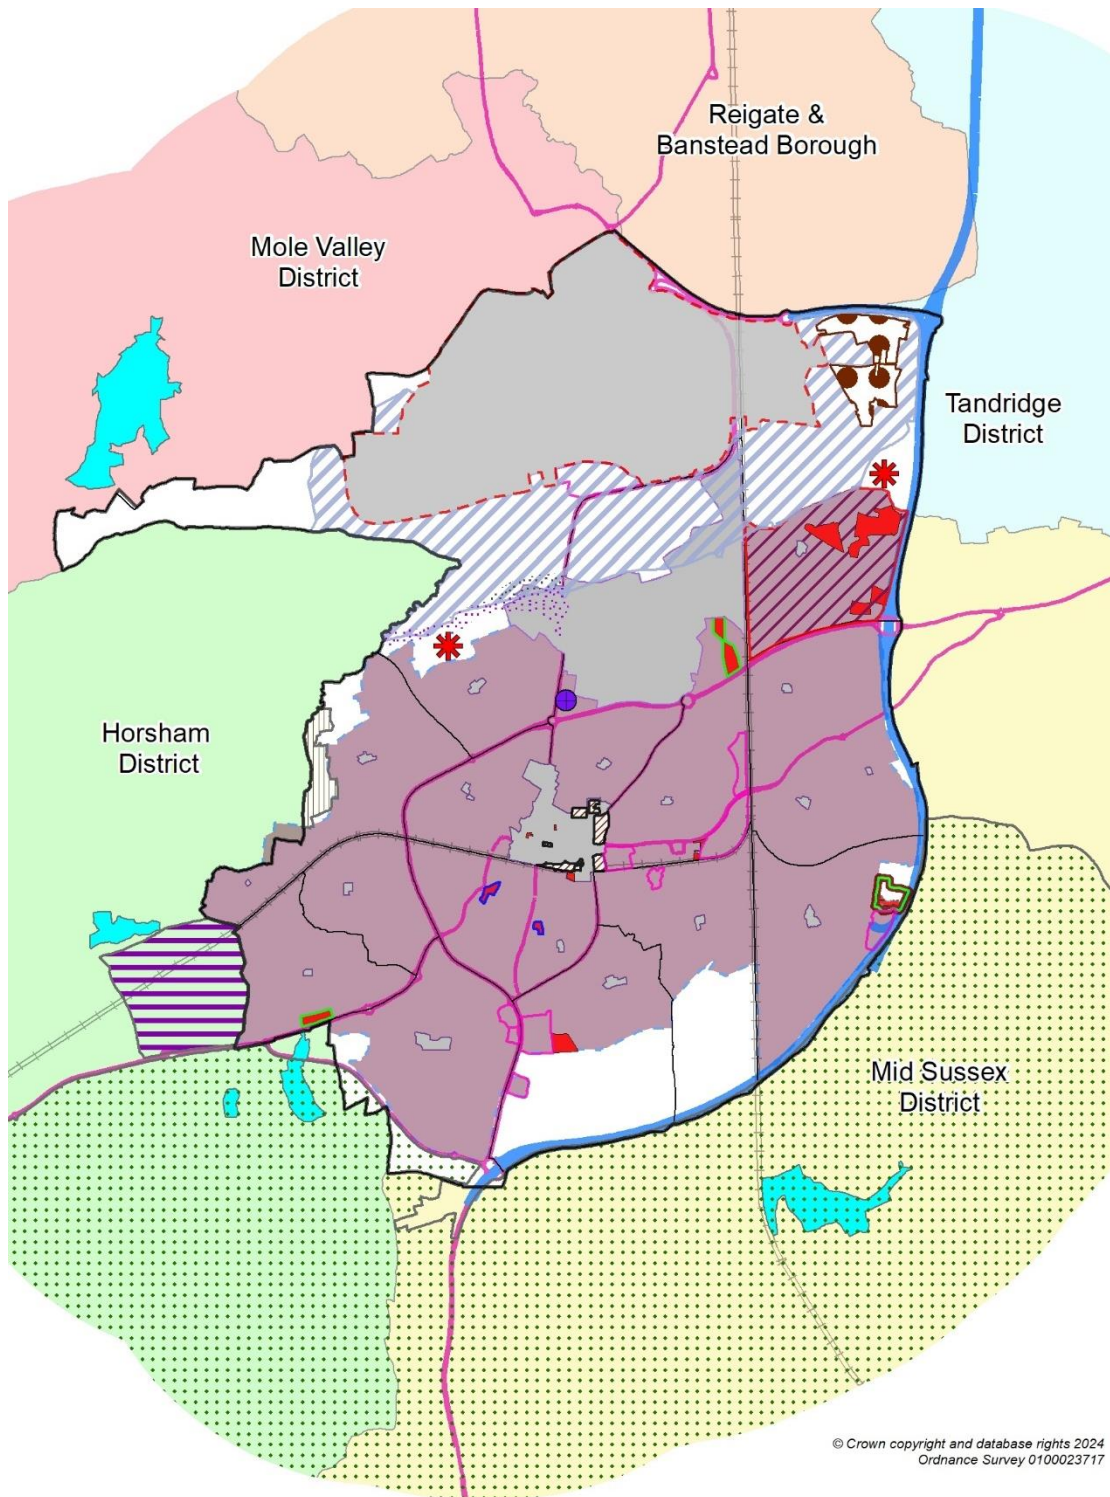 Reigate &
Banstead Borough
Mole Valley
District
Tandridge
District
Horsham
District
Mid Sussex
District
© Crown copyright and database rights 2024
Ordnance Survey 0100023717